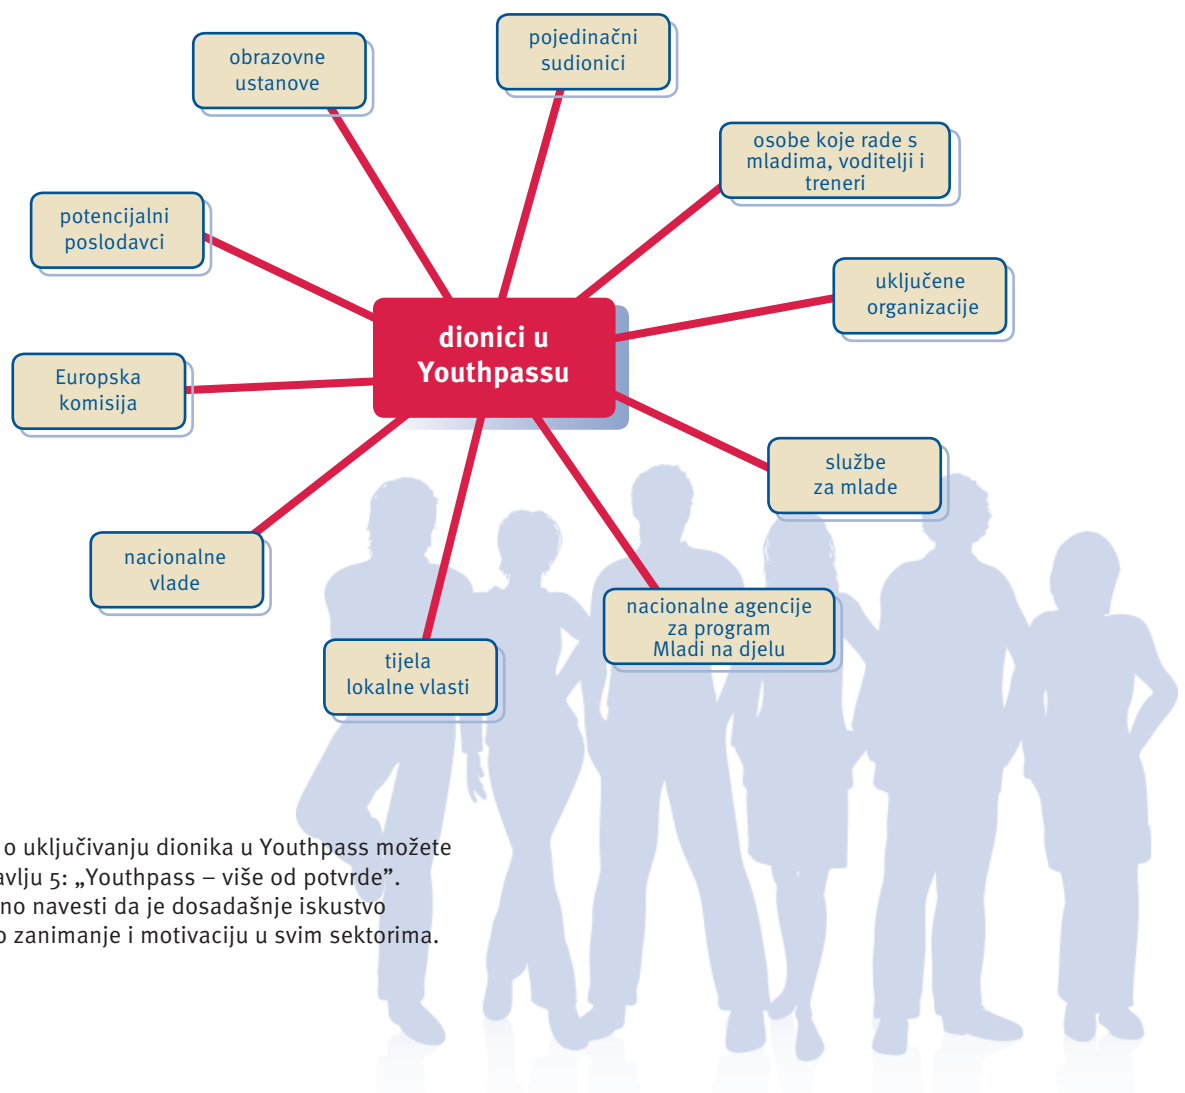 pojedinačni
sudionici
obrazovne
ustanove
osobe koje rade s
mladima, voditelji i
treneri
potencijalni
poslodavci
uključene
organizacije
dionici u
Youthpassu
Europska
komisija
službe
za mlade
nacionalne
vlade
nacionalne agencije
za program
Mladi na djelu
tijela
lokalne vlasti
o uključivanju dionika u Youthpass možete
avlju 5: „Youthpass – više od potvrde”.
no navesti da je dosadašnje iskustvo
o zanimanje i motivaciju u svim sektorima.